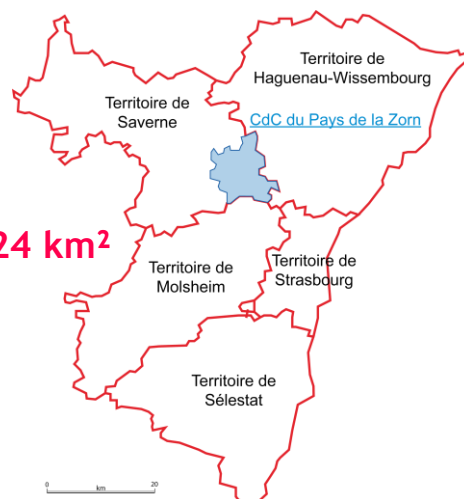 Territoire de
Haguenau-Wissembourg
Territoire de
Saverne
CdC du Pays de la Zorn
24 km²
Territoire de
Molsheim
Territoire de
Strasbourg
Territoire de
Sélestat
0 km 20